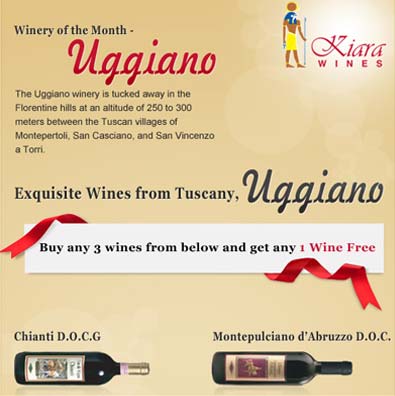 Winery of the Month -
Uggiano
Kiara
WINES
The Uggiano winery is tucked away in the
Florentine hills at an altitude of 250 to 300
meters between the Tuscan villages of
Montepertoli, San Casciano, and San Vincenzo
a Torri.
Exquisite Wines from Tuscany, Uggiano
Buy any 3 wines from below and get any 1 Wine Free
Chianti D.O.C.G
Montepulciano d'Abruzzo D.O.C.
Chianti